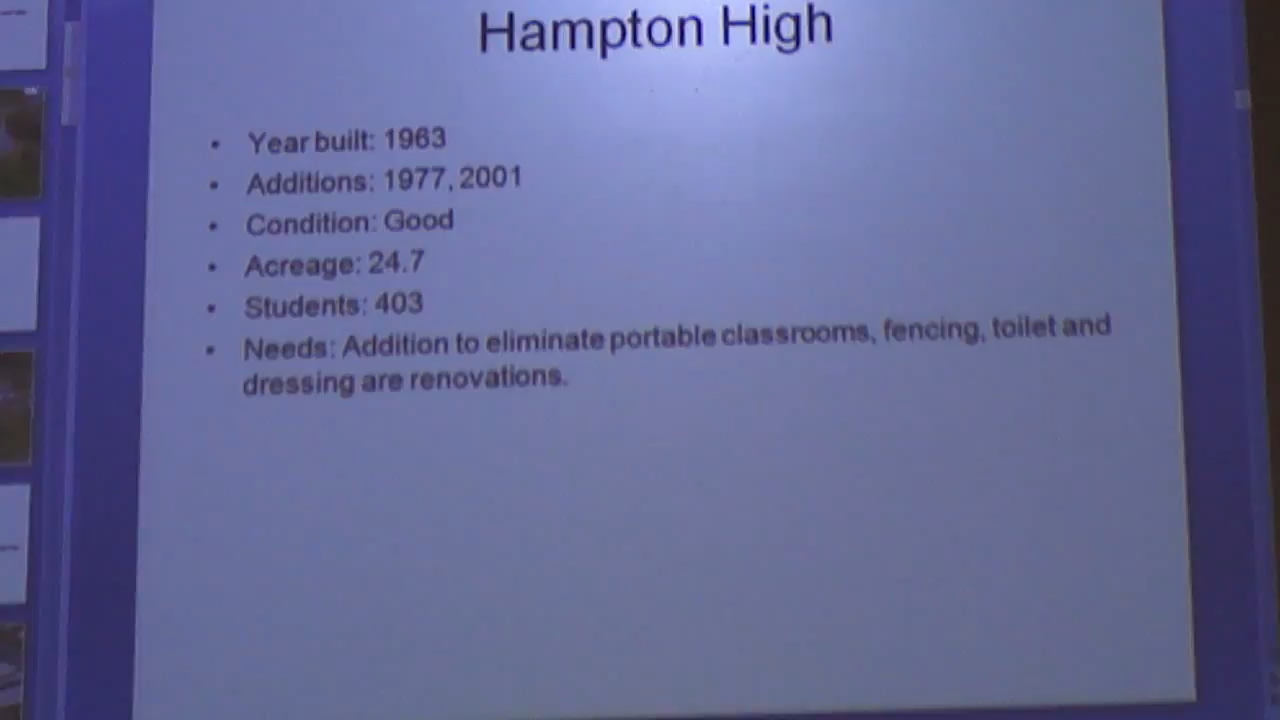 Hampton High
• Year built: 1963
• Additions: 1977, 2001
• Condition: Good
• Acreage: 24.7
• Students: 403
• Needs: Addition to eliminate portable classrooms, fencing, toilet and
dressing are renovations.